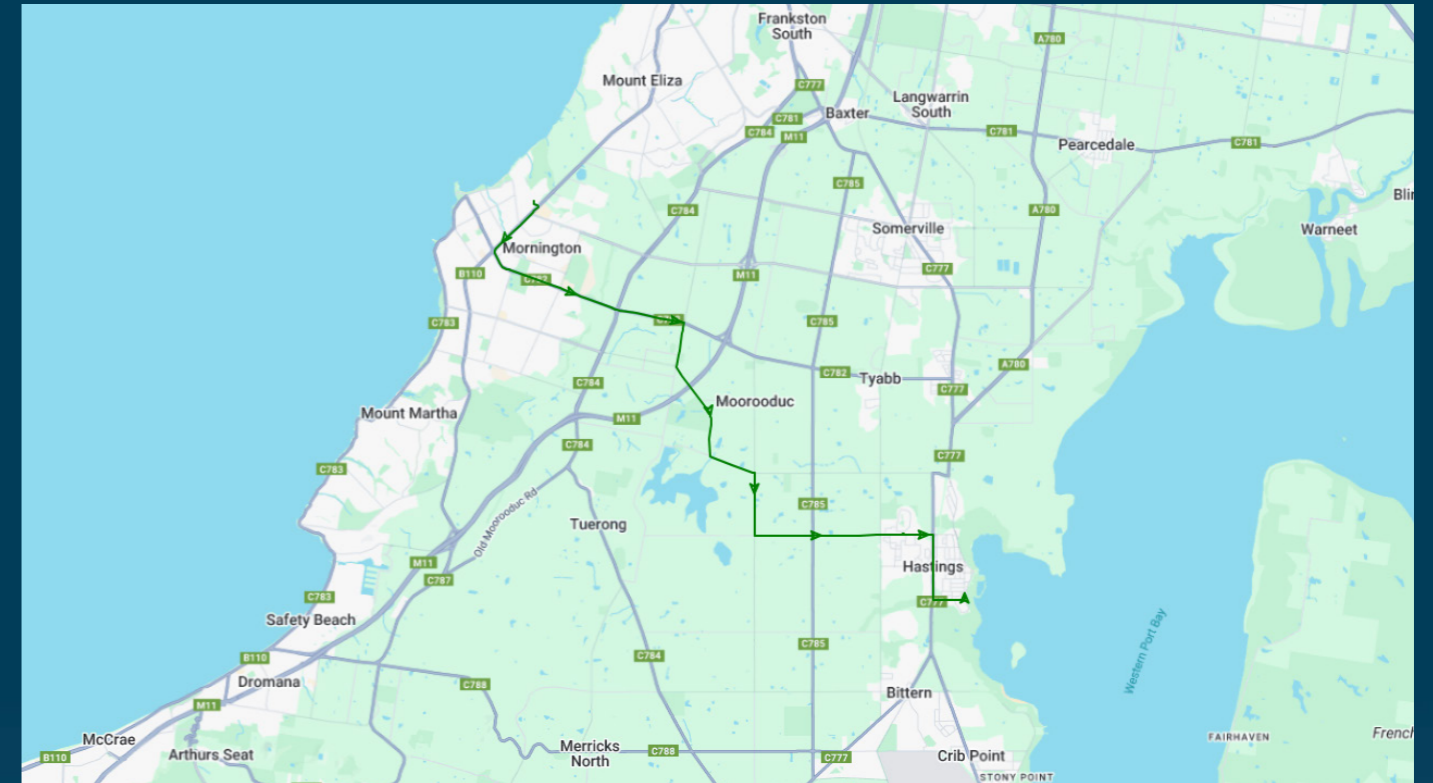 Frankston
South
A780
Mount Eliza
C777
Langwarrin
South
Baxter
C781
C784
M11
C781
Pearcedale
C781
C785
Blin
C784
A780
Somerville
Warneet
Mornington
C777
B110
M11
C783
C785
A780
C782
Tyabb
C784
C777
Moorooduc
Mount Martha
M11
C784
C777
C783
C785
Old Moorooduc Rd
Tuerong
M11
Hastings
C787
C783
C777
Safety Beach
Western Port Bay
C785
B110
C784
Dromana
C788
Bittern
M11
McCrae
Arthurs Seat
B110
Merricks
North
C788
C777
Crib Point
FAIRHAVEN
French
STONY POINT